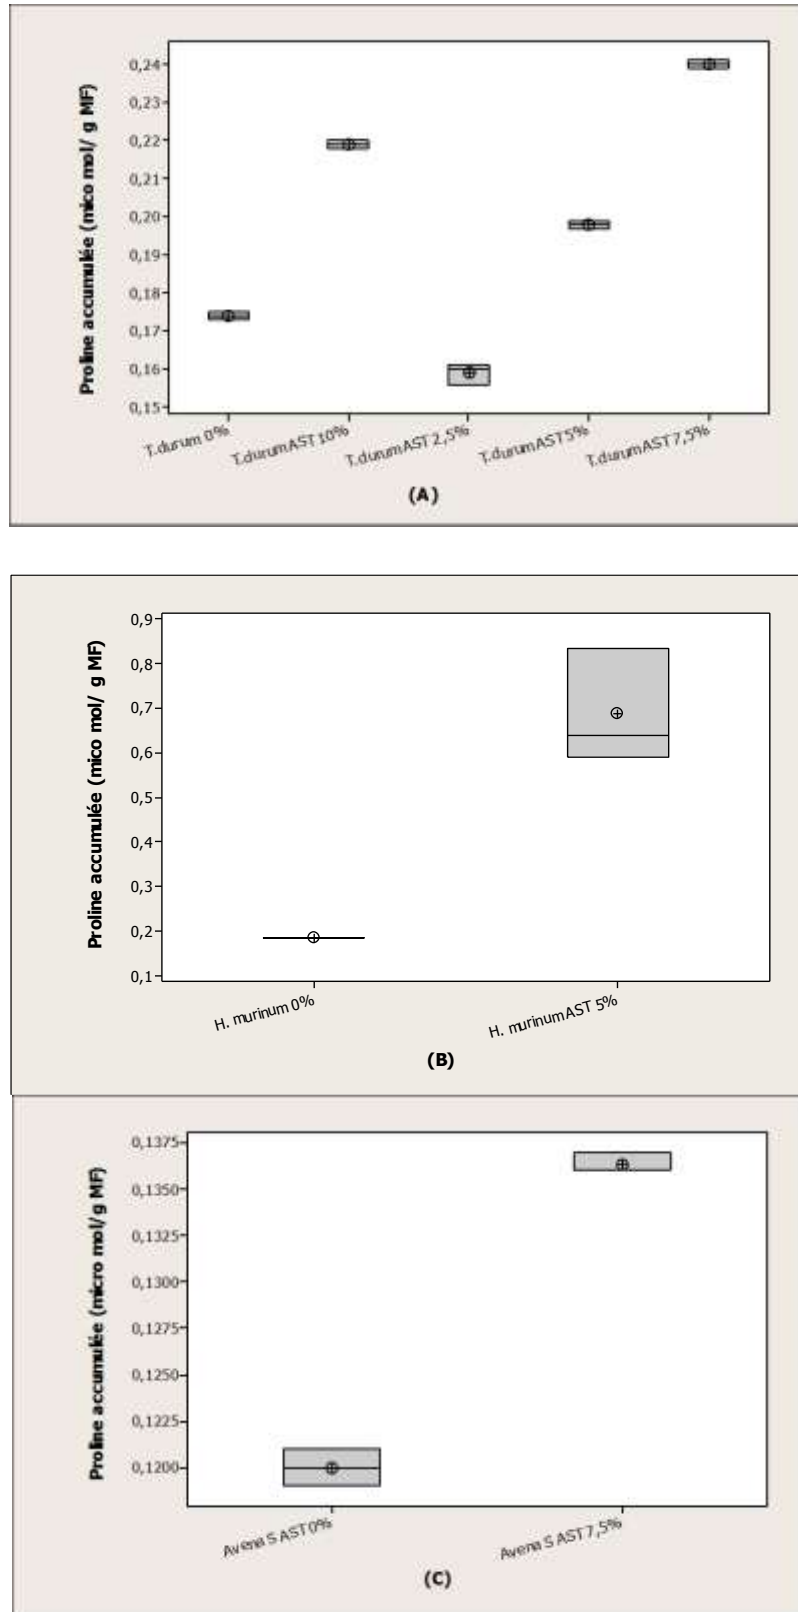 Proline accumulée (mico mol/ g MF)
0,24
0,23
0,22
0,21
0,20
0,19
0,18
0,17
0,16
0,15
T.durum 0%
T.durumAST10%
T.durumAST2,5%
T.durumAST5%
T.durumAST7,5%
(A)
Proline accumulée (mico mol/ g MF)
0,9
0,8
0,7
0,6
0,5
0,4
0,3
0,2
0,1
H. murinum 0%
H. murinumAST 5%
(B)
Proline accumulée (micro mol/g MF)
0,1375
0,1350
0,1325
0,1300
0,1275
0,1250
0,1225
0,1200
Avena S AST0%
Avena S AST7,5%
(C)